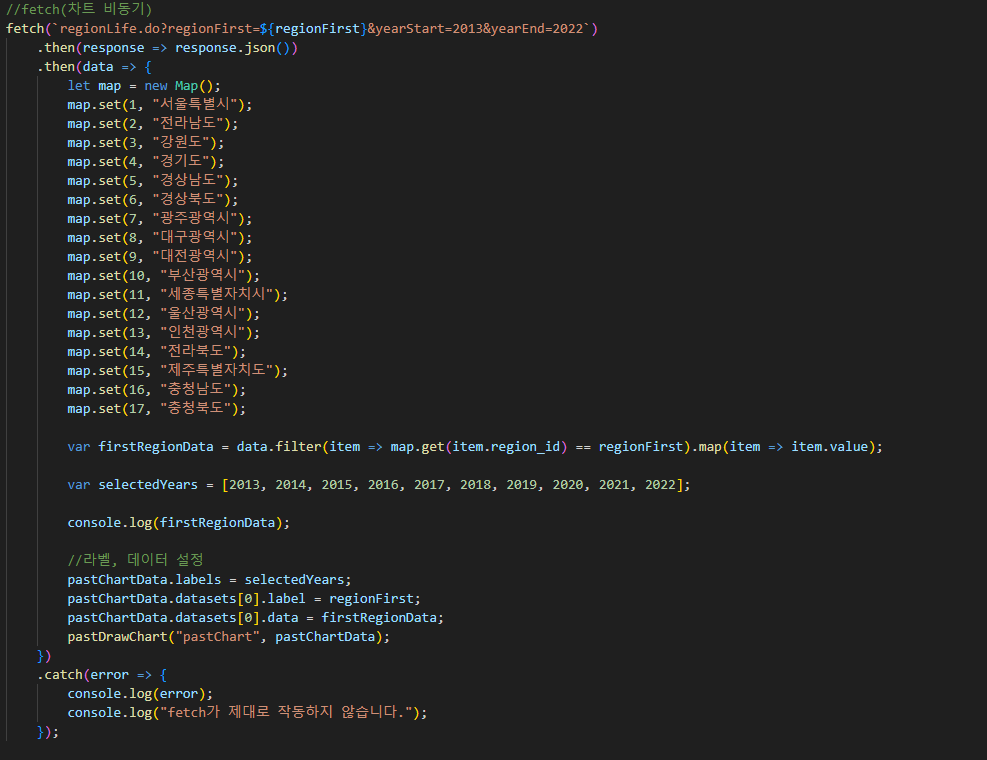 //fetch(차트 비동기)
fetch(`regionLife.do?regionFirst=${regionFirst}&yearStart=2013&yearEnd=2022`)
.then(response => response.json())
.then(data => {
let map = new Map();
map.set(1, "서울특별시");
map.set(2, "전라남도");
map.set(3, "강원도");
map.set(4, "경기도");
map.set(5, "경상남도");
map.set(6, "경상북도");
map.set(7, "광주광역시");
map.set(8, "대구광역시");
map.set(9, "대전광역시");
map.set(10, "부산광역시");
map.set(11, "세종특별자치시");
map.set(12, "울산광역시");
map.set(13, "인천광역시");
map.set(14, "전라북도");
map.set(15, "제주특별자치도");
map.set(16, "충청남도");
map.set(17, "충청북도");
var firstRegionData = data.filter(item => map.get(item.region_id) == regionFirst).map(item => item.value);
var selectedYears = [2013, 2014, 2015, 2016, 2017, 2018, 2019, 2020, 2021, 2022];
console.log(firstRegionData);
//라벨, 데이터 설정
pastChartData.labels = selectedYears;
pastChartData.datasets[0].label = regionFirst;
pastChartData.datasets[0].data = firstRegionData;
pastDrawChart("pastChart", pastChartData);
})
.catch(error => {
console.log(error);
console.log("fetch가 제대로 작동하지 않습니다.");
});